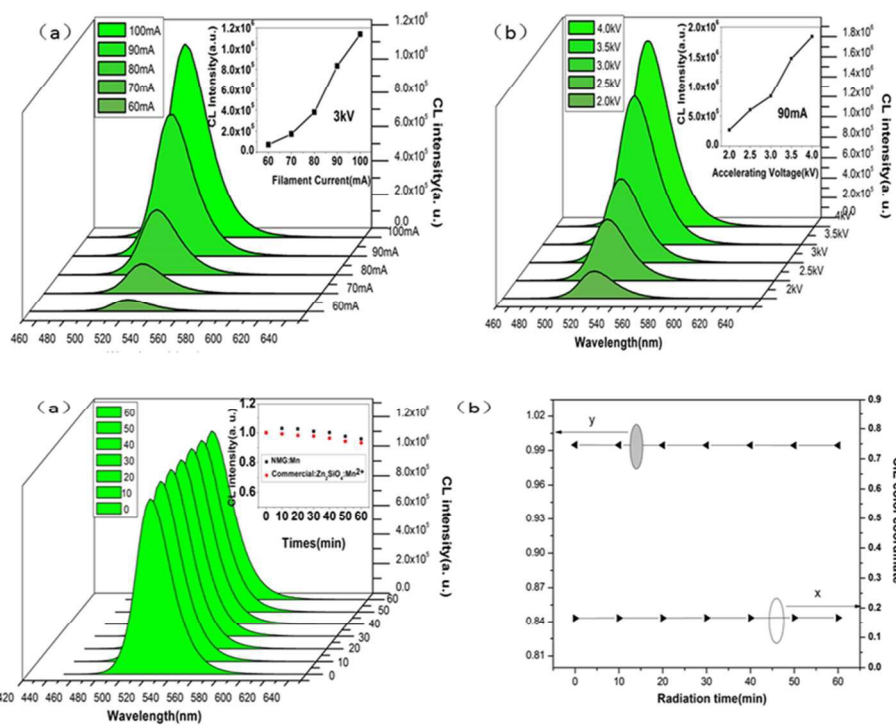 (a)
100mA
90mA
80mA
70mA
60mA
CL Intensity(a.u.)
1.2x10⁶
1.0x10⁶
8.0x10⁵
6.0x10⁵
4.0x10⁵
2.0x10⁵
0.0
3kV
60 70 80 90 100
Filament Current(mA)
1.2x10⁶
1.0x10⁶
8.0x10⁵
6.0x10⁵
4.0x10⁵
2.0x10⁵
0.0
CL intensity(a. u.)
100mA
90mA
80mA
70mA
60mA
460 480 500 520 540 560 580 600 620 640
(b)
4.0kV
3.5kV
3.0kV
2.5kV
2.0kV
CL Intensity(a.u.)
2.0x10⁶
1.5x10⁶
1.0x10⁶
5.0x10⁵
0.0
90mA
2.0 2.5 3.0 3.5 4.0
Accelerating Voltage(kV)
1.8x10⁶
1.6x10⁶
1.4x10⁶
1.2x10⁶
1.0x10⁶
8.0x10⁵
6.0x10⁵
4.0x10⁵
2.0x10⁵
0.0
CL intensity(a. u.)
4kV
3.5kV
3kV
2.5kV
2kV
460 480 500 520 540 560 580 600 620 640
Wavelength(nm)
(a)
60
50
40
30
20
10
0
CL Intensity(a. u.)
1.2
1.0
0.8
0.6
NMG:Mn
Commercial:Zn₂SiO₄:Mn²⁺
0 10 20 30 40 50 60
Times(min)
1.2x10⁶
1.0x10⁶
8.0x10⁵
6.0x10⁵
4.0x10⁵
2.0x10⁵
0.0
CL intensity(a. u.)
60
50
40
30
20
10
0
420 440 460 480 500 520 540 560 580 600 620 640
Wavelength(nm)
(b)
1.02
0.99
0.96
0.93
0.90
0.87
0.84
0.81
y
x
0.9
0.8
0.7
0.6
0.5
0.4
0.3
0.2
0.1
0.0
0 10 20 30 40 50 60
Radiation time(min)